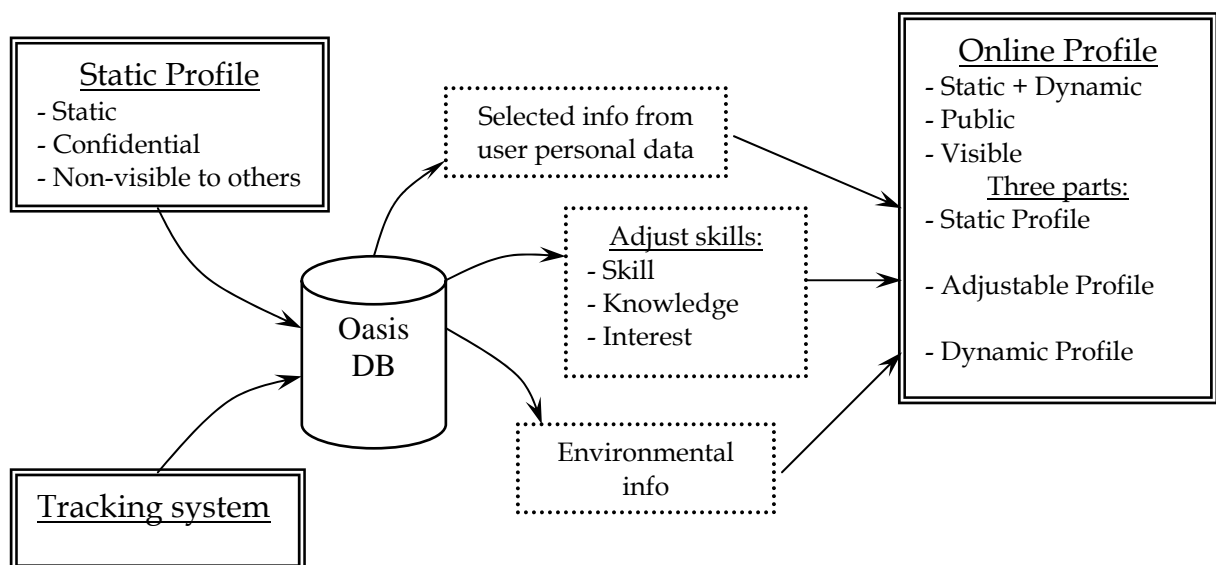 Static Profile
- Static
- Confidential
- Non-visible to others
Tracking system
Oasis
DB
Selected info from
user personal data
Adjust skills:
- Skill
- Knowledge
- Interest
Environmental
info
Online Profile
- Static + Dynamic
- Public
- Visible
Three parts:
- Static Profile
- Adjustable Profile
- Dynamic Profile